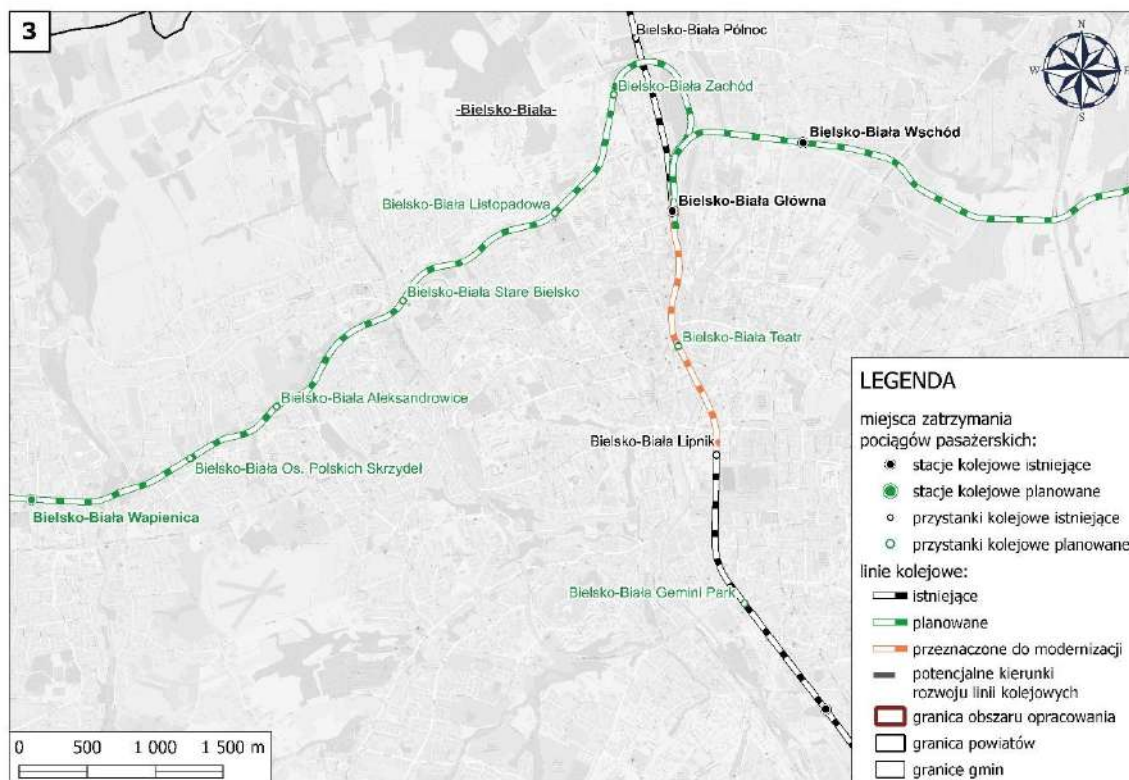 3
Bielsko-Biała Północ
N
W
E
S
Bielsko-Biała Zachód
-Bielsko-Biała-
Bielsko-Biała Wschód
Bielsko-Biała Listopadowa
Bielsko-Biała Główna
Bielsko-Biała Stare Bielsko
Bielsko-Biała Teatr
Bielsko-Biała Aleksandrowice
Bielsko-Biała Lipnik
Bielsko-Biała Os. Polskich Skrzydeł
Bielsko-Biała Wapienica
Bielsko-Biała Gemini Park
LEGENDA
miejsca zatrzymania
pociągów pasażerskich:
stacje kolejowe istniejące
stacje kolejowe planowane
przystanki kolejowe istniejące
przystanki kolejowe planowane
linie kolejowe:
istniejące
planowane
przeznaczone do modernizacji
potencjalne kierunki
rozwoju linii kolejowych
granica obszaru opracowania
granica powiatów
granice gmin
0 500 1 000 1 500 m